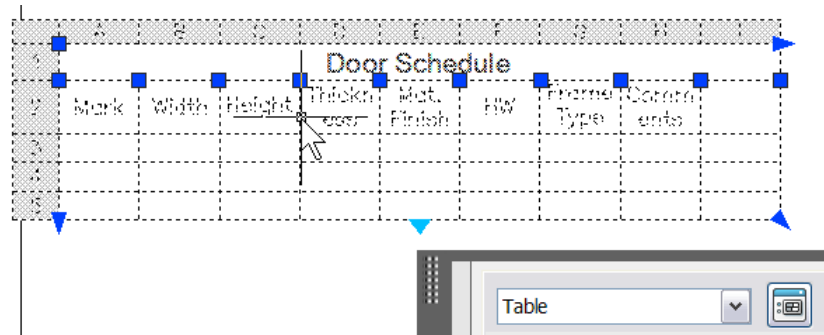 A B C D E F G H I
1 Door Schedule
2 Mark Width Height Thickn Mat. HW Frame Comm
ess Finish Type ents
3
4
5
Table